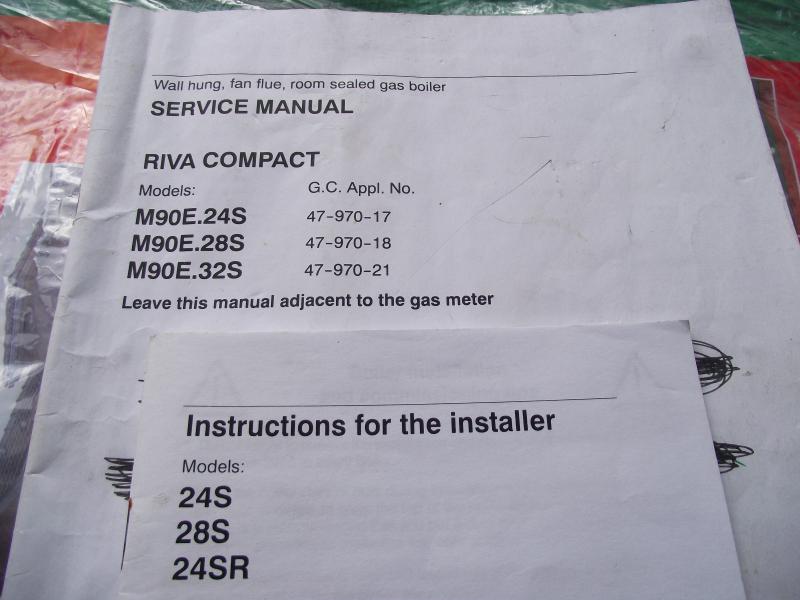 Wall hung, fan flue, room sealed gas boiler
SERVICE MANUAL
RIVA COMPACT
Models: G.C. Appl. No.
M90E.24S 47-970-17
M90E.28S 47-970-18
M90E.32S 47-970-21
Leave this manual adjacent to the gas meter
Instructions for the installer
Models:
24S
28S
24SR